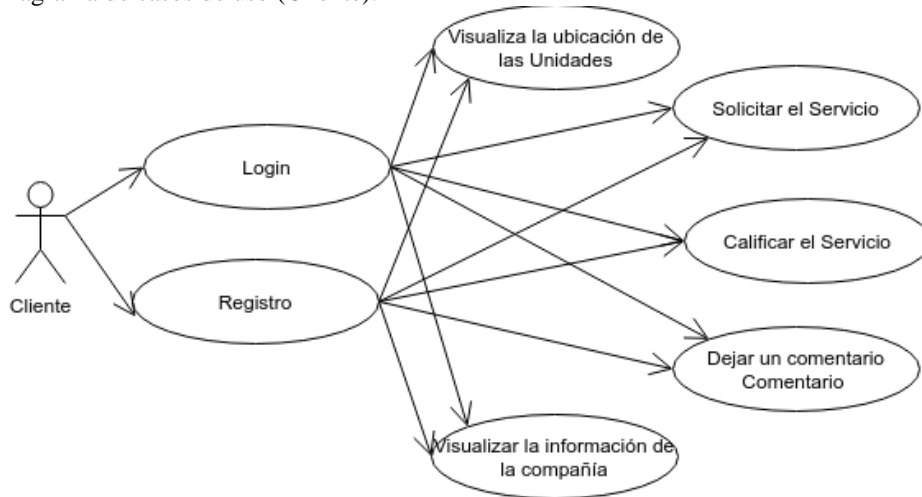 Visualiza la ubicación de
las Unidades
Solicitar el Servicio
Login
Calificar el Servicio
Cliente
Registro
Dejar un comentario
Comentario
Visualizar la información de
la compañía